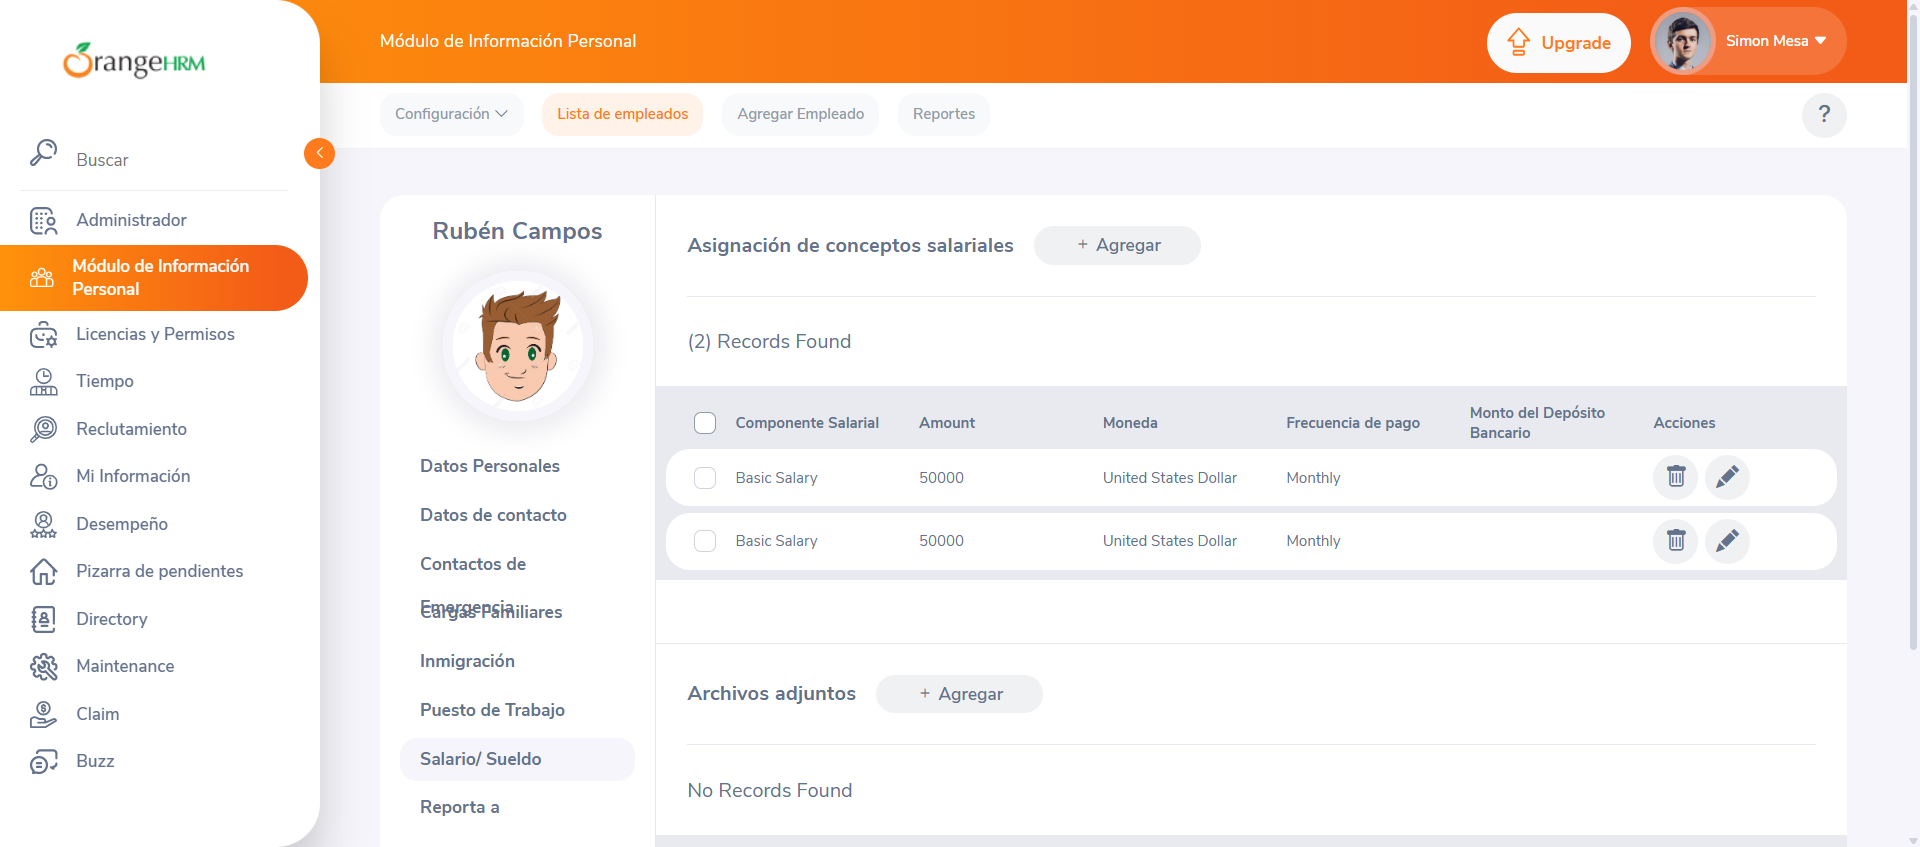 OrangeHRM
Módulo de Información Personal
Upgrade
Simon Mesa
Configuración
Lista de empleados
Agregar Empleado
Reportes
?
Buscar
Administrador
Módulo de Información
Personal
Licencias y Permisos
Tiempo
Reclutamiento
Mi Información
Desempeño
Pizarra de pendientes
Directory
Maintenance
Claim
Buzz
Rubén Campos
Datos Personales
Datos de contacto
Contactos de
Emergencia
Cargas Familiares
Inmigración
Puesto de Trabajo
Salario/ Sueldo
Reporta a
Asignación de conceptos salariales
+ Agregar
(2) Records Found
Componente Salarial Amount Moneda Frecuencia de pago Monto del Depósito Bancario Acciones
Basic Salary 50000 United States Dollar Monthly
Basic Salary 50000 United States Dollar Monthly
Archivos adjuntos
+ Agregar
No Records Found